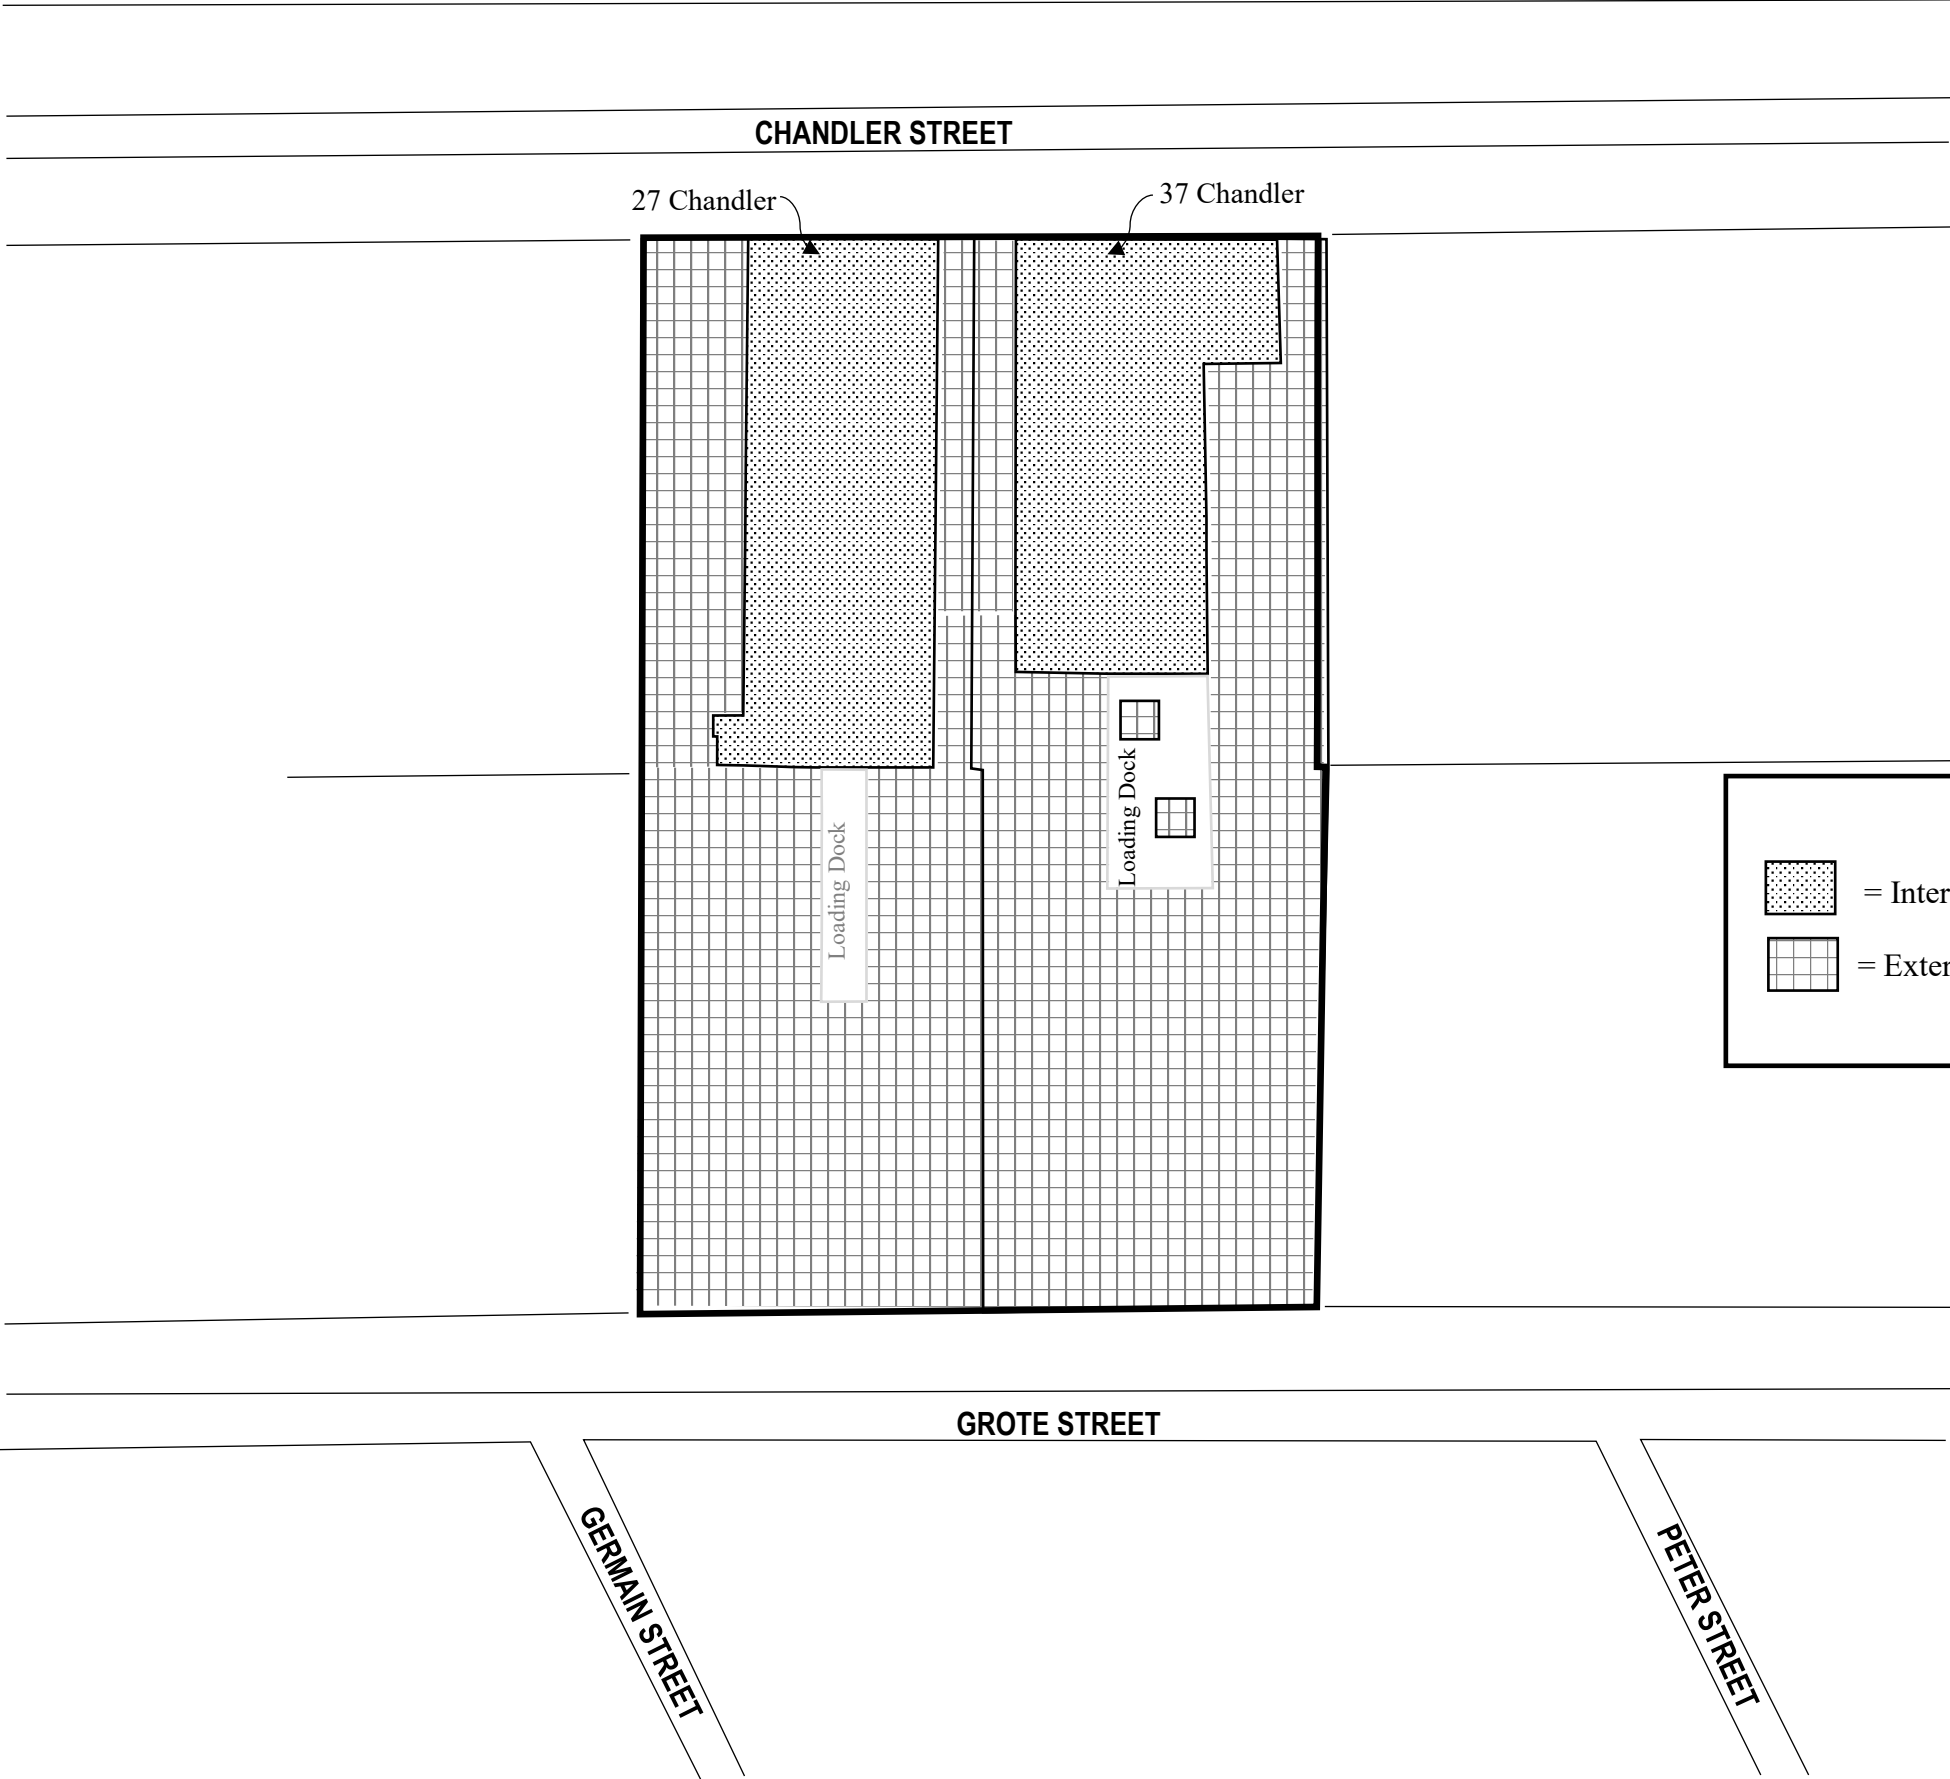 CHANDLER STREET
27 Chandler
37 Chandler
Loading Dock
Loading Dock
= Inter
= Exter
GROTE STREET
GERMAIN STREET
PETER STREET